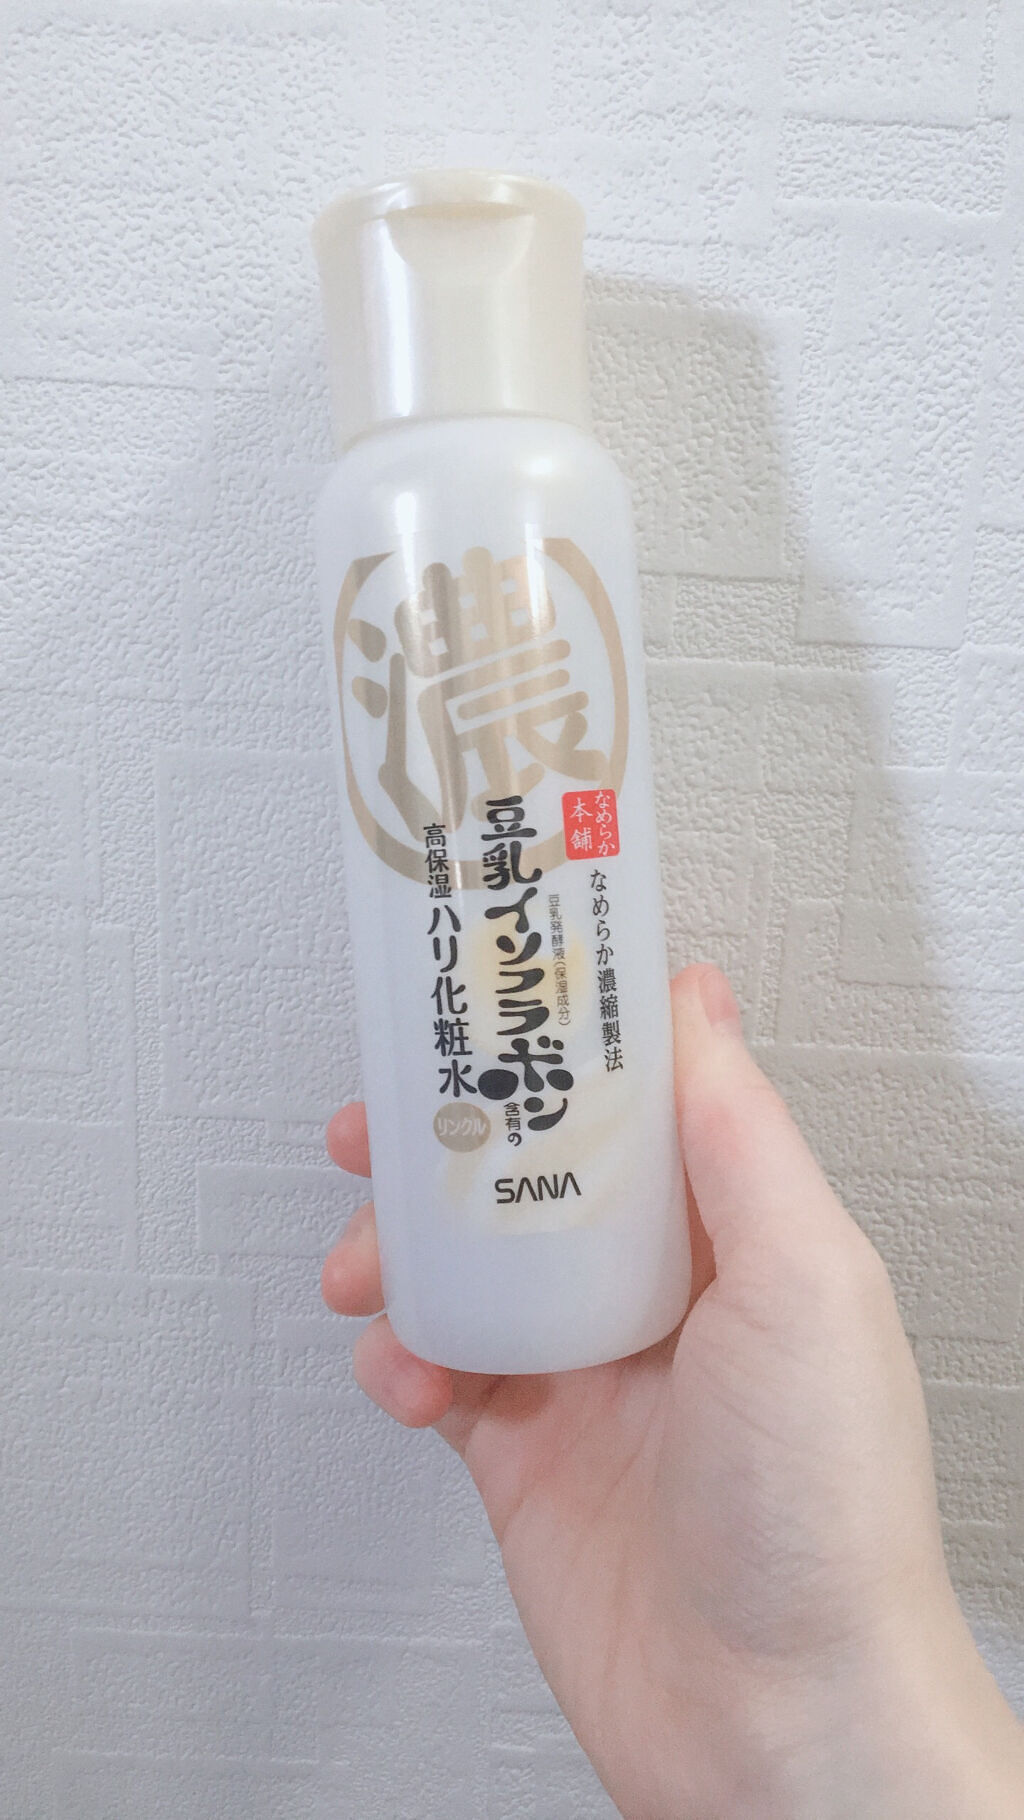 濃
なめらか
本舗
なめらか濃縮製法
豆乳発酵液(保湿成分)
豆乳イソフラボン
含有の
高保湿ハリ化粧水
リンクル
SANA